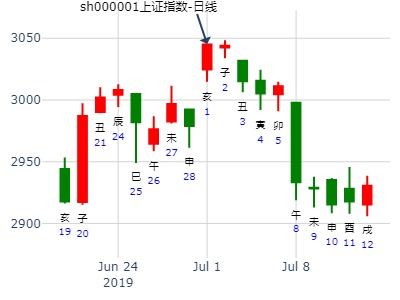 sh000001上证指数-日线
3050
3000
2950
2900
亥
19
子
20
丑
21
辰
24
巳
25
午
26
未
27
申
28
亥
1
子
2
丑
3
寅
4
卯
5
午
8
未
9
申
10
酉
11
戌
12
Jun 24
2019
Jul 1
Jul 8